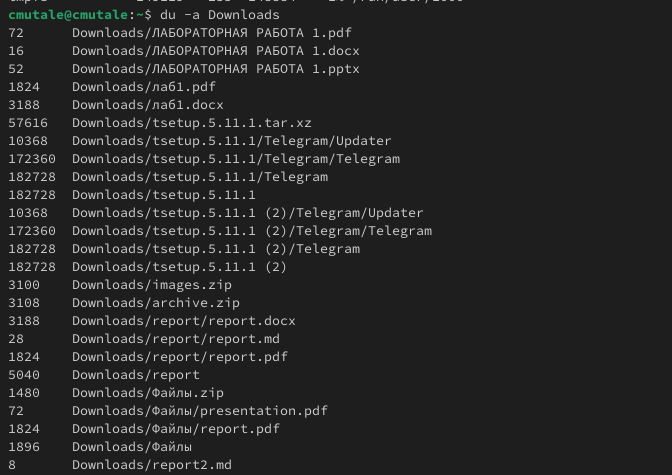 cmutale@cmutale:~$ du -a Downloads
72 Downloads/ЛАБОРАТОРНАЯ РАБОТА 1.pdf
16 Downloads/ЛАБОРАТОРНАЯ РАБОТА 1.docx
52 Downloads/ЛАБОРАТОРНАЯ РАБОТА 1.pptx
1824 Downloads/лаб1.pdf
3188 Downloads/лаб1.docx
57616 Downloads/tsetup.5.11.1.tar.xz
10368 Downloads/tsetup.5.11.1/Telegram/Updater
172360 Downloads/tsetup.5.11.1/Telegram/Telegram
182728 Downloads/tsetup.5.11.1/Telegram
182728 Downloads/tsetup.5.11.1
10368 Downloads/tsetup.5.11.1 (2)/Telegram/Updater
172360 Downloads/tsetup.5.11.1 (2)/Telegram/Telegram
182728 Downloads/tsetup.5.11.1 (2)/Telegram
182728 Downloads/tsetup.5.11.1 (2)
3100 Downloads/images.zip
3108 Downloads/archive.zip
3188 Downloads/report/report.docx
28 Downloads/report/report.md
1824 Downloads/report/report.pdf
5040 Downloads/report
1480 Downloads/Файлы.zip
72 Downloads/Файлы/presentation.pdf
1824 Downloads/Файлы/report.pdf
1896 Downloads/Файлы
8 Downloads/report2.md